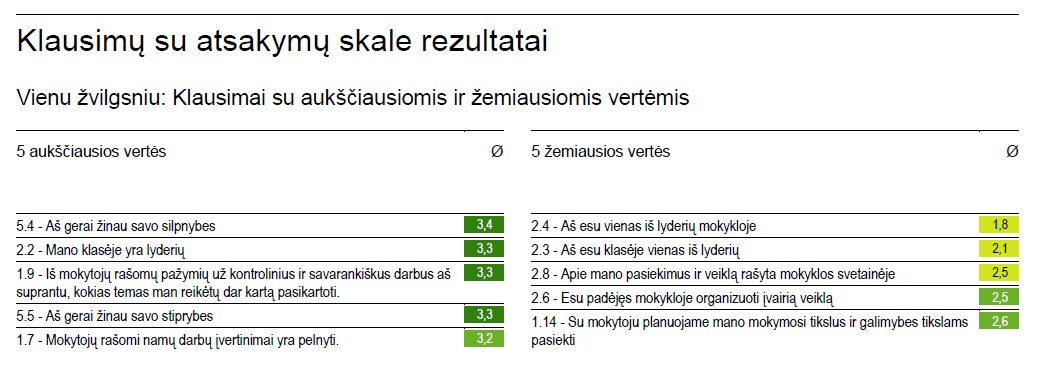 Klausimų su atsakymų skale rezultatai
Vienu žvilgsniu: Klausimai su aukščiausiomis ir žemiausiomis vertėmis
5 aukščiausios vertės Ø
5.4 - Aš gerai žinau savo silpnybes 3,4
2.2 - Mano klasėje yra lyderių 3,3
1.9 - Iš mokytojų rašomų pažymių už kontrolinius ir savarankiškus darbus aš 3,3
suprantu, kokias temas man reikėtų dar kartą pasikartoti.
5.5 - Aš gerai žinau savo stiprybes 3,3
1.7 - Mokytojų rašomi namų darbų įvertinimai yra pelnyti. 3,2
5 žemiausios vertės Ø
2.4 - Aš esu vienas iš lyderių mokykloje 1,8
2.3 - Aš esu klasėje vienas iš lyderių 2,1
2.8 - Apie mano pasiekimus ir veiklą rašyta mokyklos svetainėje 2,5
2.6 - Esu padėjęs mokykloje organizuoti įvairią veiklą 2,5
1.14 - Su mokytoju planuojame mano mokymosi tikslus ir galimybes tikslams 2,6
pasiekti